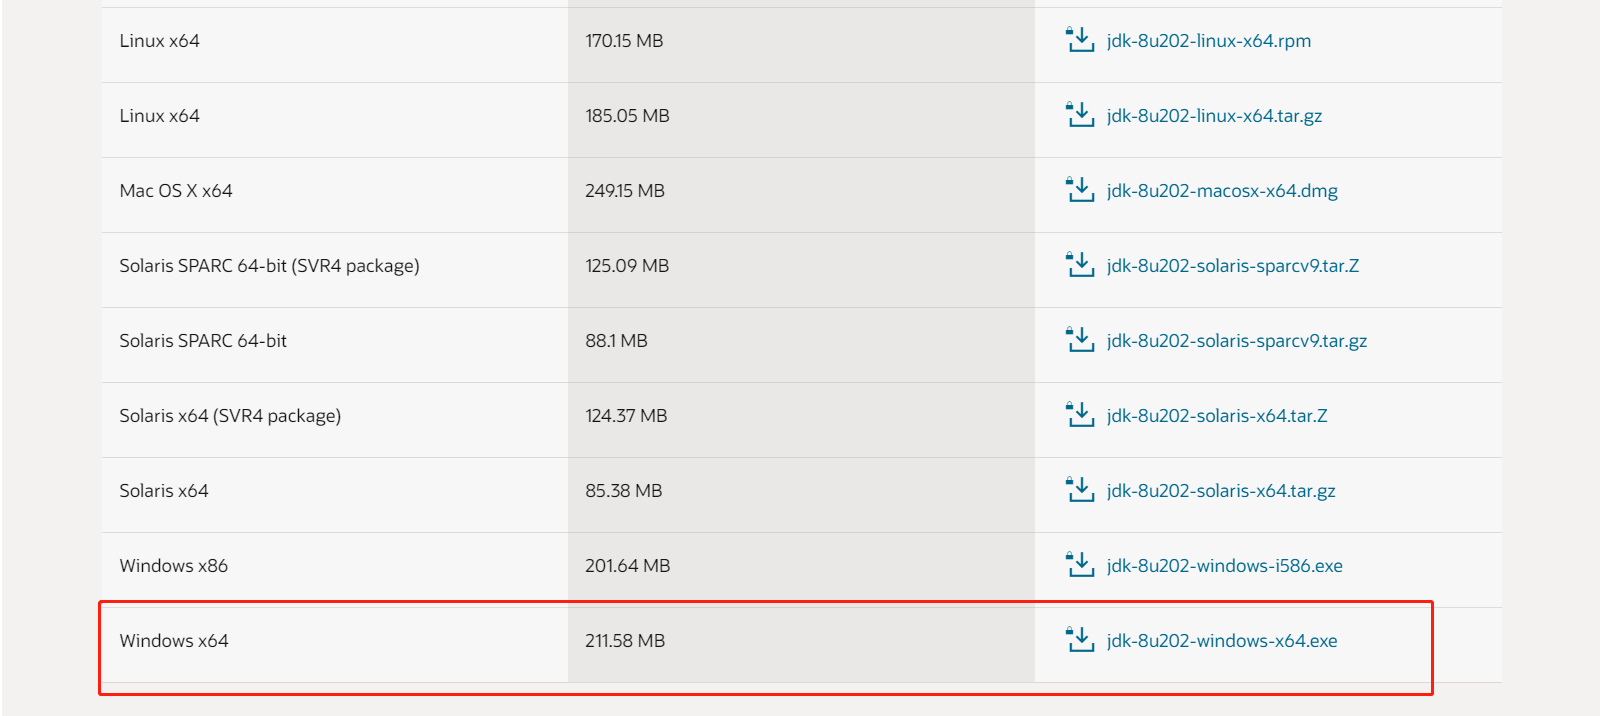 Linux x64 170.15 MB jdk-8u202-linux-x64.rpm
Linux x64 185.05 MB jdk-8u202-linux-x64.tar.gz
Mac OS X x64 249.15 MB jdk-8u202-macosx-x64.dmg
Solaris SPARC 64-bit (SVR4 package) 125.09 MB jdk-8u202-solaris-sparcv9.tar.Z
Solaris SPARC 64-bit 88.1 MB jdk-8u202-solaris-sparcv9.tar.gz
Solaris x64 (SVR4 package) 124.37 MB jdk-8u202-solaris-x64.tar.Z
Solaris x64 85.38 MB jdk-8u202-solaris-x64.tar.gz
Windows x86 201.64 MB jdk-8u202-windows-i586.exe
Windows x64 211.58 MB jdk-8u202-windows-x64.exe